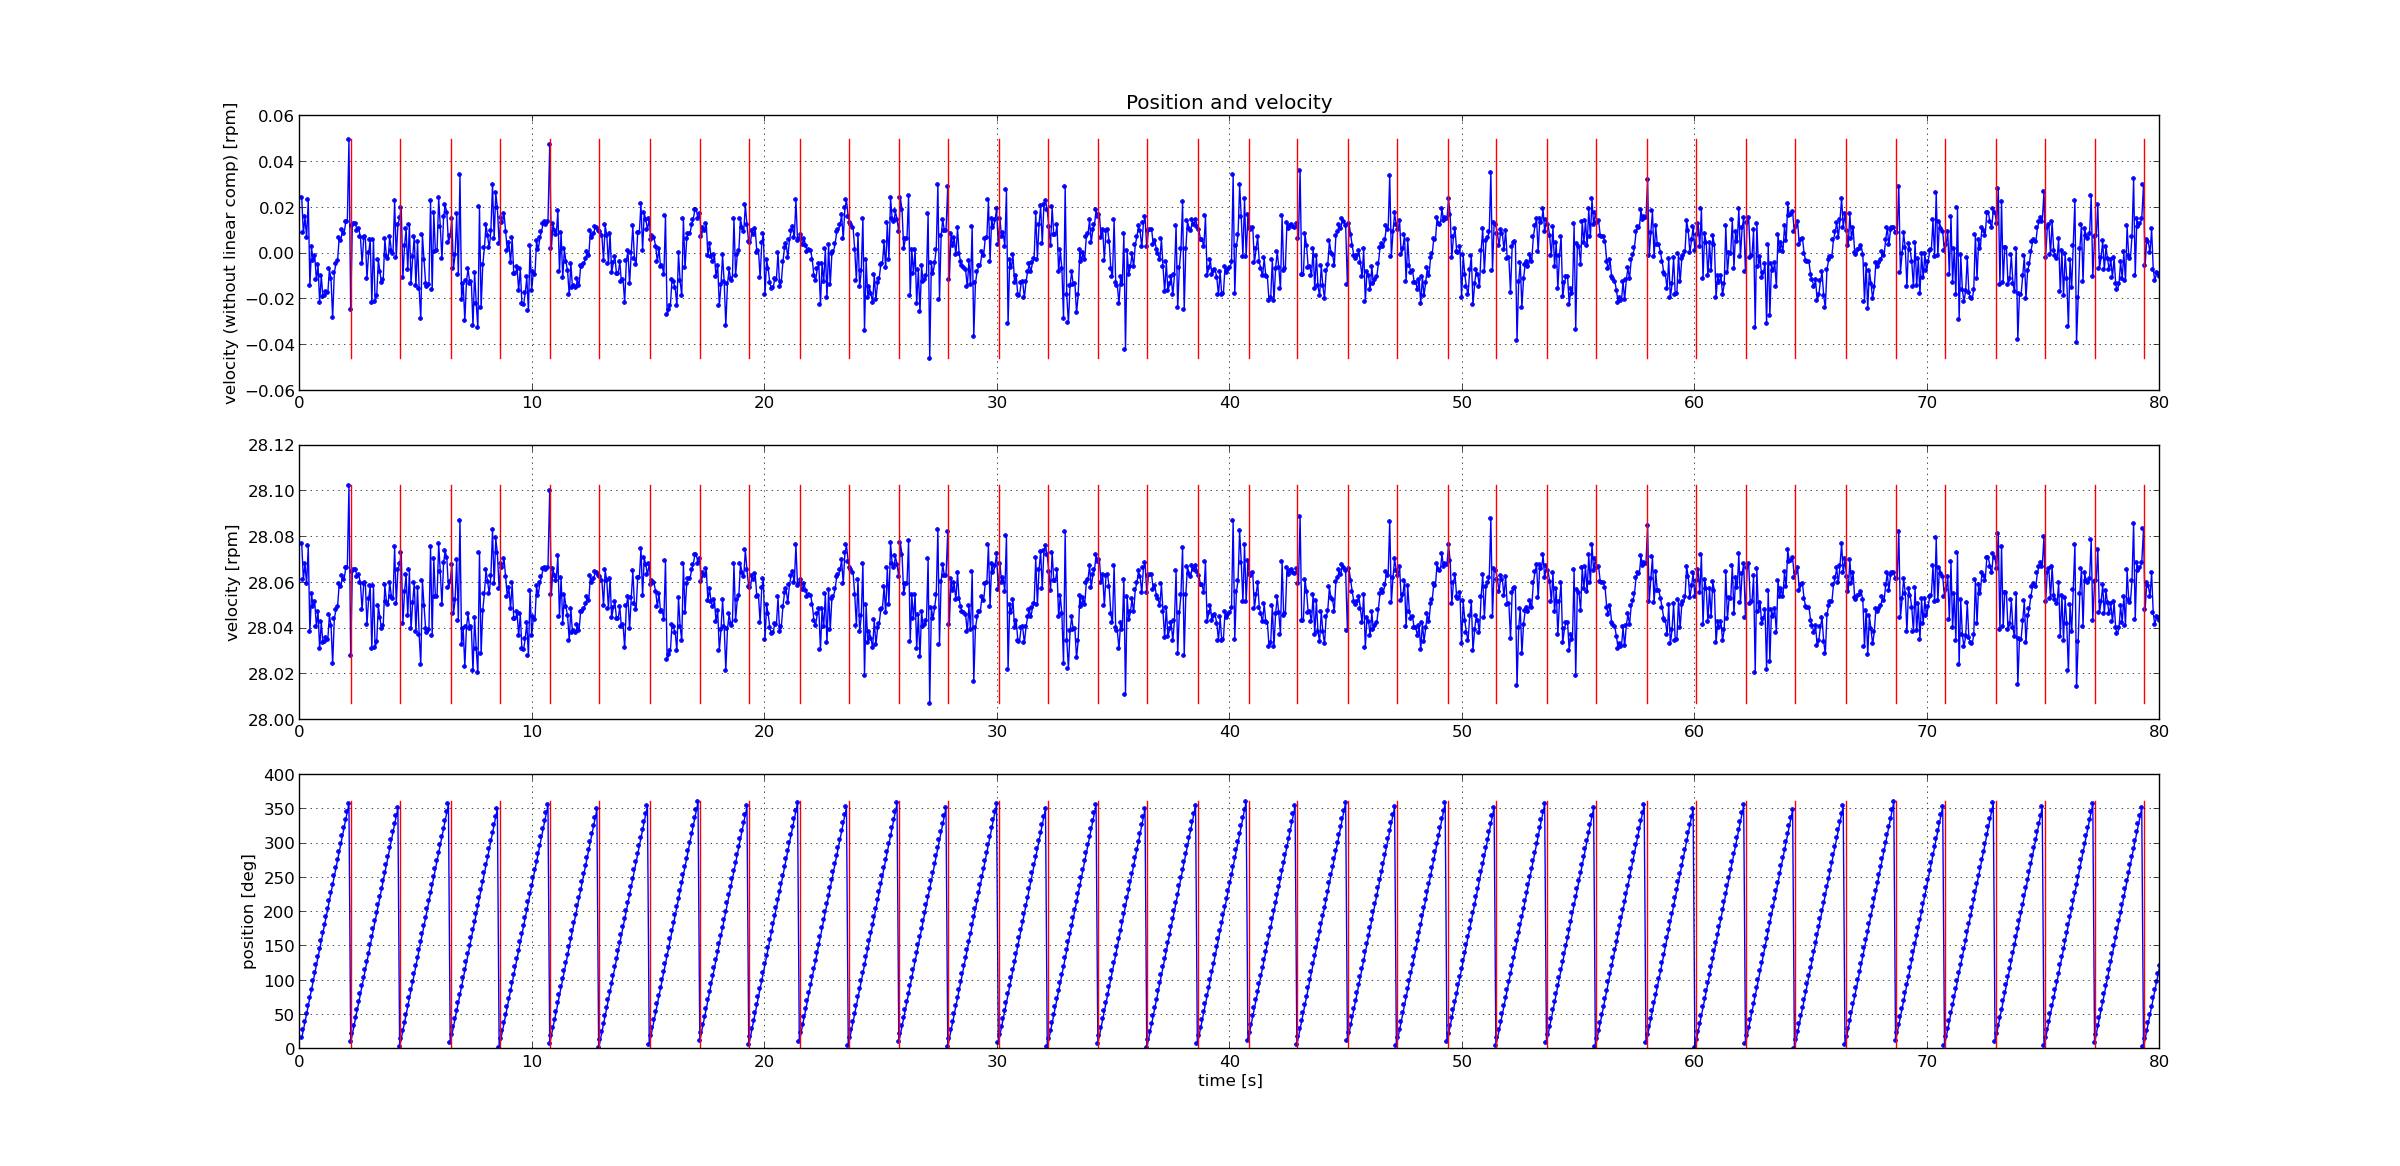 Position and velocity
velocity (without linear comp) [rpm]
0.06
0.04
0.02
0.00
−0.02
−0.04
−0.06
0 10 20 30 40 50 60 70 80
velocity [rpm]
28.12
28.10
28.08
28.06
28.04
28.02
28.00
0 10 20 30 40 50 60 70 80
position [deg]
400
350
300
250
200
150
100
50
0
0 10 20 30 40 50 60 70 80
time [s]